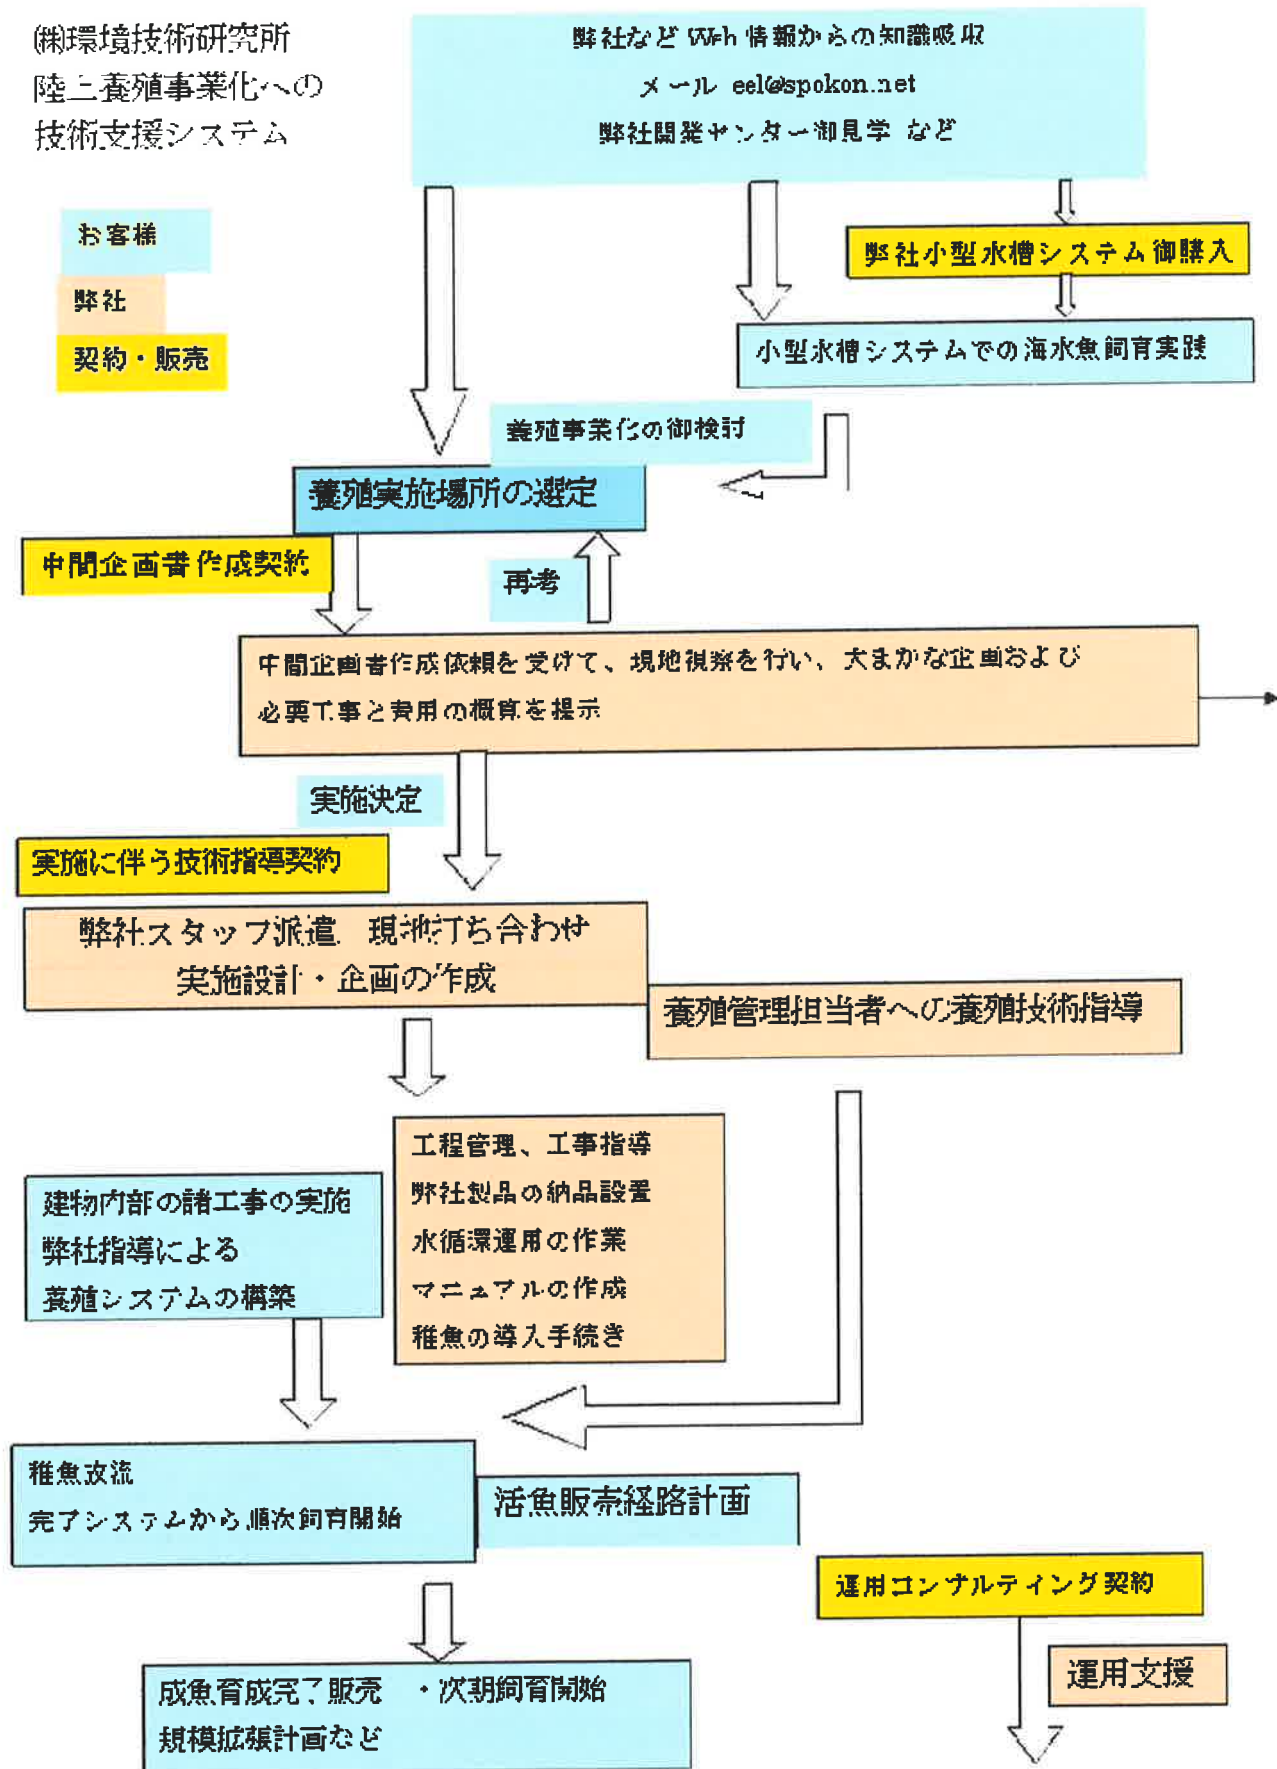 ㈱環境技術研究所
陸上養殖事業化への
技術支援システム
弊社など Web 情報からの知識吸収
メール eel@spokon.net
弊社開発センター御見学 など
お客様
弊社
契約・販売
弊社小型水槽システム御購入
小型水槽システムでの海水魚飼育実践
養殖事業化の御検討
養殖実施場所の選定
中間企画書作成契約
再考
中間企画書作成依頼を受けて、現地視察を行い、大まかな企画および
必要工事と費用の概算を提示
実施決定
実施に伴う技術指導契約
弊社スタッフ派遣、現地打ち合わせ
実施設計・企画の作成
養殖管理担当者への養殖技術指導
工程管理、工事指導
弊社製品の納品設置
水循環運用の作業
マニュアルの作成
稚魚の導入手続き
建物内部の諸工事の実施
弊社指導による
養殖システムの構築
稚魚放流
完了システムから順次飼育開始
活魚販売経路計画
運用コンサルティング契約
運用支援
成魚育成完了販売 ・次期飼育開始
規模拡張計画など